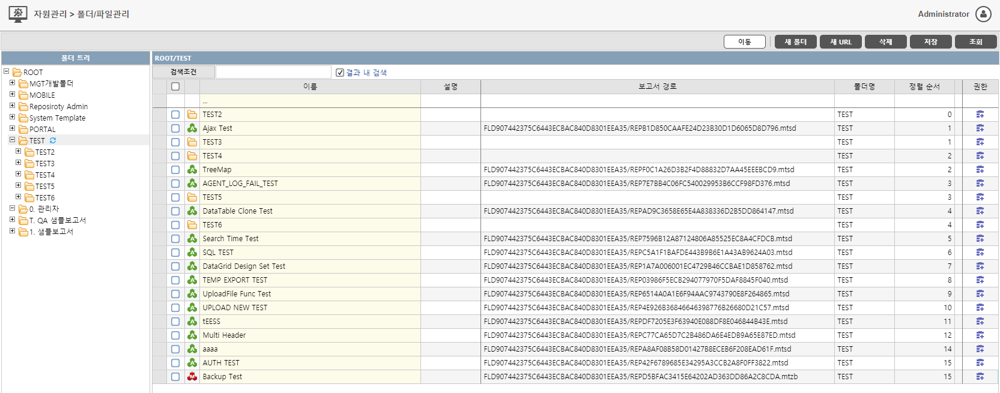 자원관리 > 폴더/파일관리
Administrator
이동 새 폴더 새 URL 삭제 저장 조회
폴더 트리
ROOT
MGT개발폴더
MOBILE
Reposiroty Admin
System Template
PORTAL
TEST
TEST2
TEST3
TEST4
TEST5
TEST6
0. 관리자
T. QA 샘플보고서
1. 샘플보고서
ROOT/TEST
검색조건 결과 내 검색
이름 설명 보고서 경로 폴더명 정렬 순서 권한
...
TEST2 TEST 0
Ajax Test FLD907442375C6443ECBAC840D8301EEA35/REPB1D850CAAFE24D23B30D1D6065D8D796.mtsd TEST 1
TEST3 TEST 1
TEST4 TEST 2
TreeMap FLD907442375C6443ECBAC840D8301EEA35/REPF0C1A26D3B2F4D88832D7AA45EEEBCD9.mtsd TEST 2
AGENT_LOG_FAIL_TEST FLD907442375C6443ECBAC840D8301EEA35/REP7E7BB4C06FC540029953B6CCF98FD376.mtsd TEST 3
TEST5 TEST 3
DataTable Clone Test FLD907442375C6443ECBAC840D8301EEA35/REPAD9C3658E65E4A838336D2B5DD864147.mtsd TEST 4
TEST6 TEST 4
Search Time Test FLD907442375C6443ECBAC840D8301EEA35/REP7596B12A87124806A85525EC8A4CFDCB.mtsd TEST 5
SQL TEST FLD907442375C6443ECBAC840D8301EEA35/REPC5A1F1BAFDE443B9B6E1A43AB9624A03.mtsd TEST 6
DataGrid Design Set Test FLD907442375C6443ECBAC840D8301EEA35/REP1A7A006001EC4729B46CCBAE1D858762.mtsd TEST 7
TEMP EXPORT TEST FLD907442375C6443ECBAC840D8301EEA35/REP03986F5ECB294077970F5DAF8845F040.mtsd TEST 8
UploadFile Func Test FLD907442375C6443ECBAC840D8301EEA35/REP6514A0A1E6F94AAC9743790E8F264865.mtsd TEST 9
UPLOAD NEW TEST FLD907442375C6443ECBAC840D8301EEA35/REP4E926B36846646398776B26680D21C57.mtsd TEST 10
tEESS FLD907442375C6443ECBAC840D8301EEA35/REPDF7205E3F63940E088DF8E046844B43E.mtsd TEST 11
Multi Header FLD907442375C6443ECBAC840D8301EEA35/REPC77CA65D7C2B486DA6E4EDB9A65E87ED.mtsd TEST 12
aaaa FLD907442375C6443ECBAC840D8301EEA35/REPA8AF08B58D01427B8ECEB6F208EAD61F.mtsd TEST 14
AUTH TEST FLD907442375C6443ECBAC840D8301EEA35/REP42F6789685E34295A3CCB2A8F0FF3822.mtsd TEST 15
Backup Test FLD907442375C6443ECBAC840D8301EEA35/REPD5BFAC3415E64202AD363DD86A2C8CDA.mtzb TEST 15